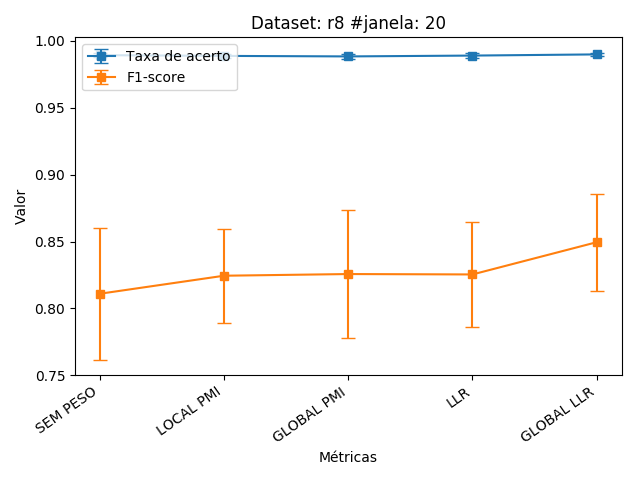 Dataset: r8 #janela: 20
Taxa de acerto
F1-score
1.00
0.95
0.90
0.85
0.80
0.75
Valor
SEM PESO
LOCAL PMI
GLOBAL PMI
LLR
GLOBAL LLR
Métricas